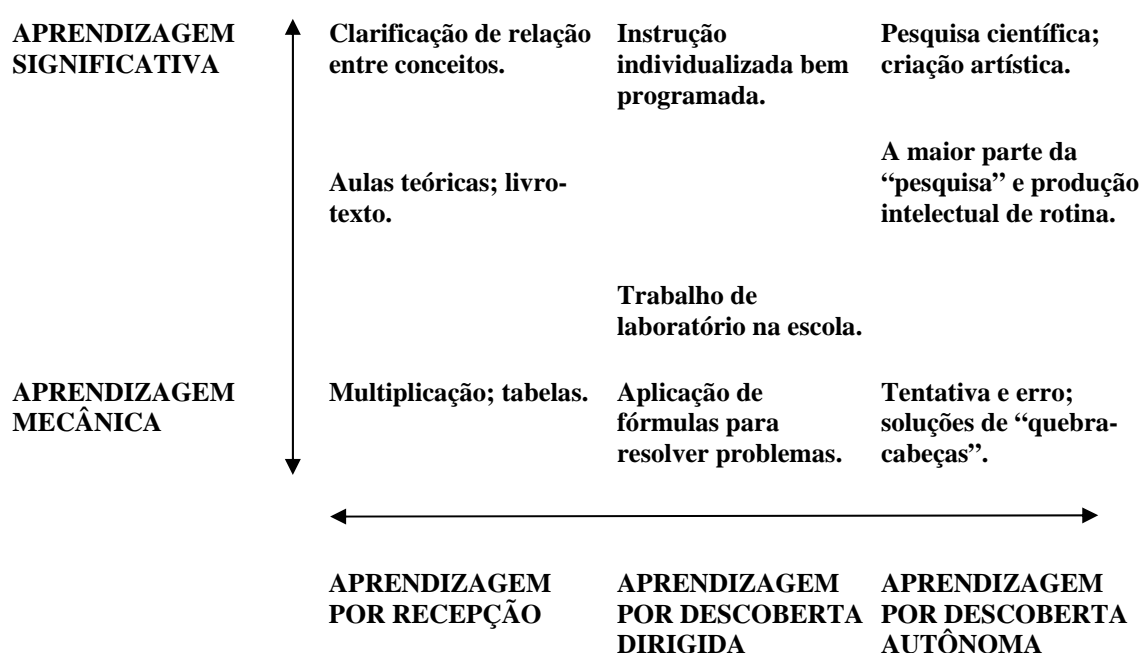 APRENDIZAGEM
SIGNIFICATIVA
Clarificação de relação
entre conceitos.
Instrução
individualizada bem
programada.
Pesquisa científica;
criação artística.
Aulas teóricas; livro-
texto.
A maior parte da
“pesquisa” e produção
intelectual de rotina.
Trabalho de
laboratório na escola.
APRENDIZAGEM
MECÂNICA
Multiplicação; tabelas.
Aplicação de
fórmulas para
resolver problemas.
Tentativa e erro;
soluções de “quebra-
cabeças”.
APRENDIZAGEM
POR RECEPÇÃO
APRENDIZAGEM
POR DESCOBERTA
DIRIGIDA
APRENDIZAGEM
POR DESCOBERTA
AUTÔNOMA